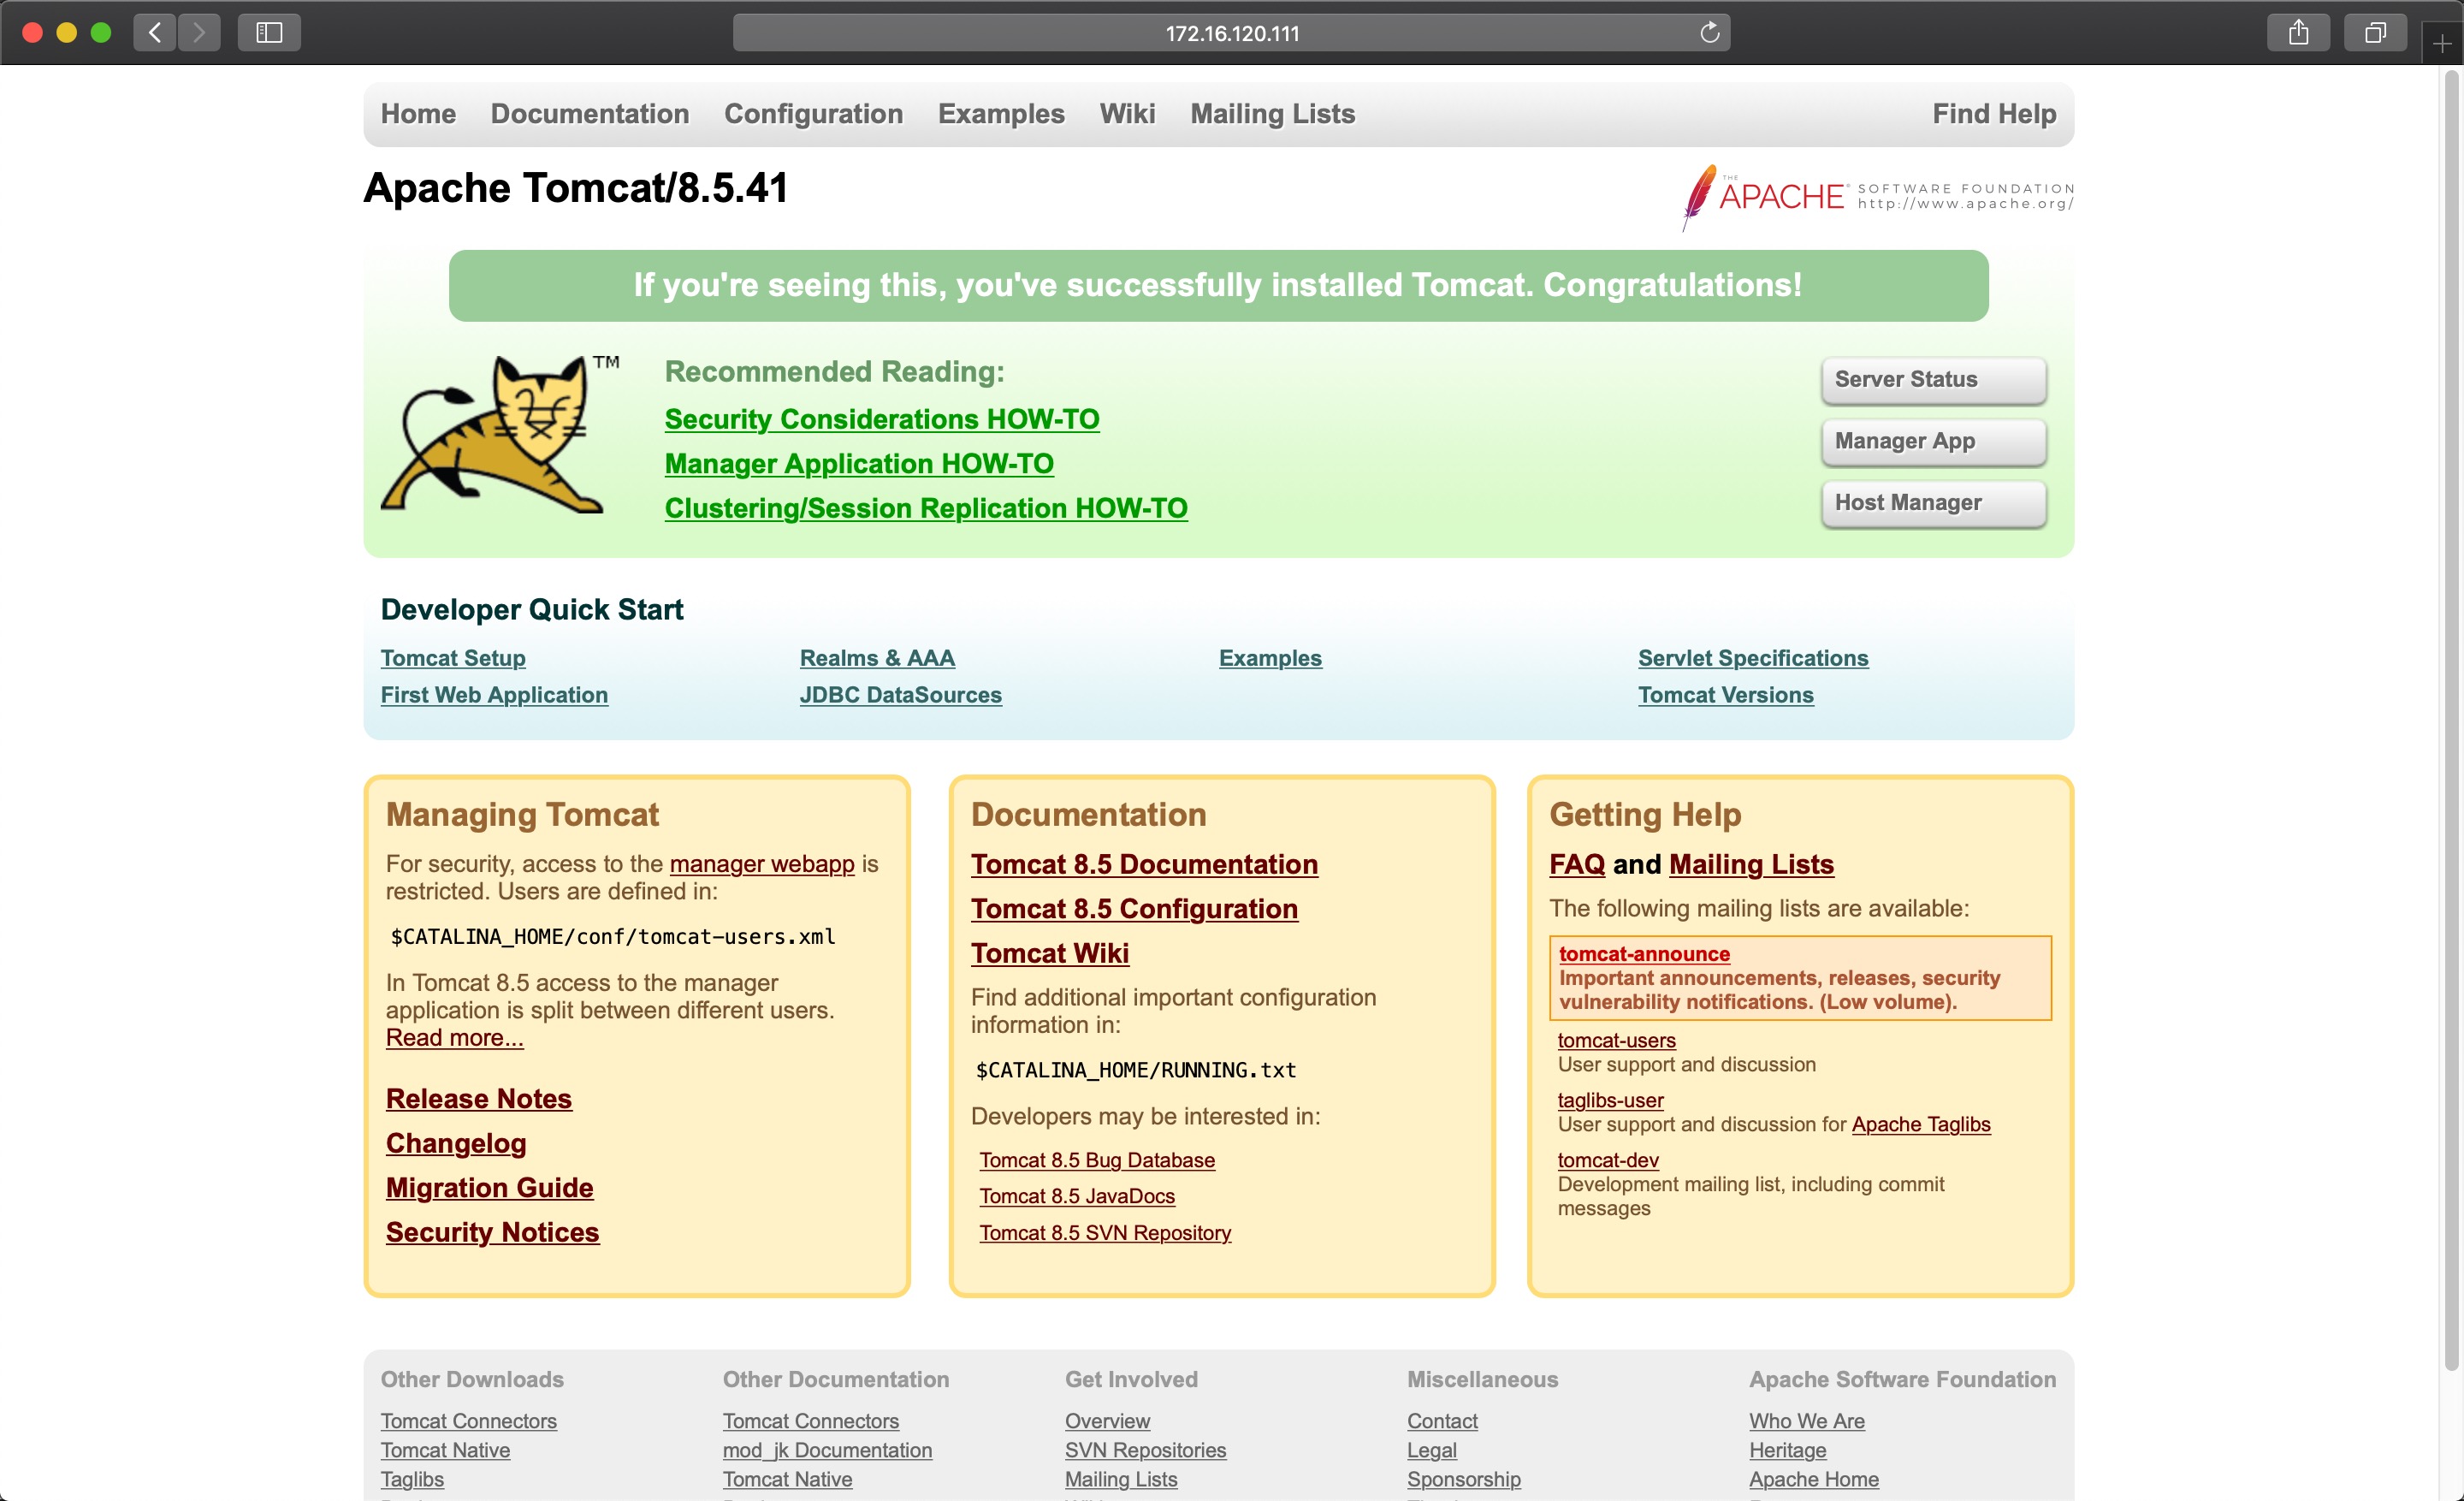 172.16.120.111
Home Documentation Configuration Examples Wiki Mailing Lists Find Help
Apache Tomcat/8.5.41
THE APACHE® SOFTWARE FOUNDATION
http://www.apache.org/
If you're seeing this, you've successfully installed Tomcat. Congratulations!
TM
Recommended Reading:
Security Considerations HOW-TO
Manager Application HOW-TO
Clustering/Session Replication HOW-TO
Server Status
Manager App
Host Manager
Developer Quick Start
Tomcat Setup
First Web Application
Realms & AAA
JDBC DataSources
Examples
Servlet Specifications
Tomcat Versions
Managing Tomcat
For security, access to the manager webapp is
restricted. Users are defined in:
$CATALINA_HOME/conf/tomcat-users.xml
In Tomcat 8.5 access to the manager
application is split between different users.
Read more...
Release Notes
Changelog
Migration Guide
Security Notices
Documentation
Tomcat 8.5 Documentation
Tomcat 8.5 Configuration
Tomcat Wiki
Find additional important configuration
information in:
$CATALINA_HOME/RUNNING.txt
Developers may be interested in:
Tomcat 8.5 Bug Database
Tomcat 8.5 JavaDocs
Tomcat 8.5 SVN Repository
Getting Help
FAQ and Mailing Lists
The following mailing lists are available:
tomcat-announce
Important announcements, releases, security
vulnerability notifications. (Low volume).
tomcat-users
User support and discussion
taglibs-user
User support and discussion for Apache Taglibs
tomcat-dev
Development mailing list, including commit
messages
Other Downloads
Tomcat Connectors
Tomcat Native
Taglibs
Other Documentation
Tomcat Connectors
mod_jk Documentation
Tomcat Native
Get Involved
Overview
SVN Repositories
Mailing Lists
Miscellaneous
Contact
Legal
Sponsorship
Apache Software Foundation
Who We Are
Heritage
Apache Home